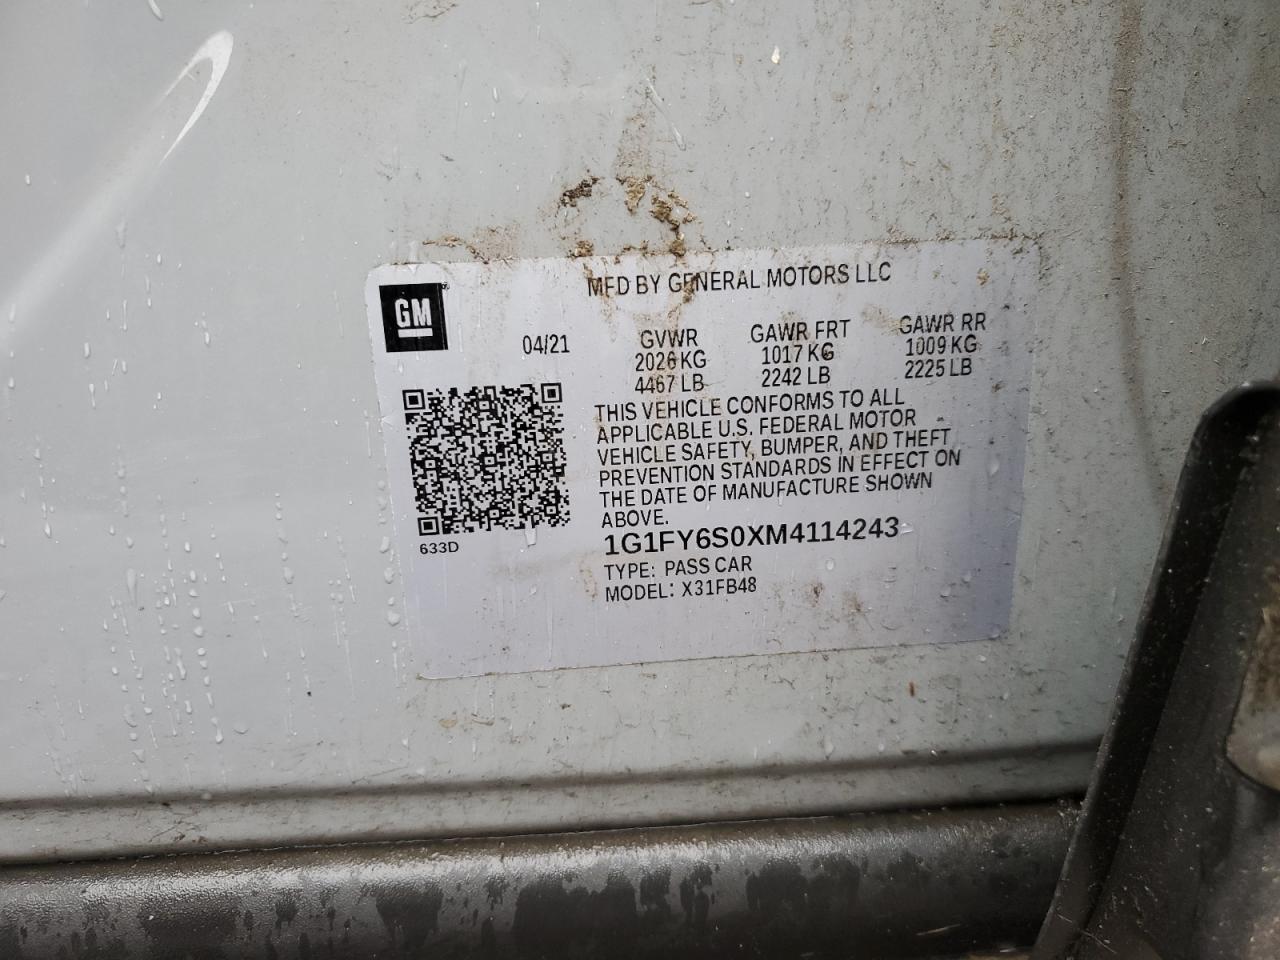 MFD BY GENERAL MOTORS LLC
GM
04/21
GVWR
2026 KG
4467 LB
GAWR FRT
1017 KG
2242 LB
GAWR RR
1009 KG
2225 LB
THIS VEHICLE CONFORMS TO ALL
APPLICABLE U.S. FEDERAL MOTOR
VEHICLE SAFETY, BUMPER, AND THEFT
PREVENTION STANDARDS IN EFFECT ON
THE DATE OF MANUFACTURE SHOWN
ABOVE.
633D
1G1FY6S0XM4114243
TYPE: PASS CAR
MODEL: X31FB48